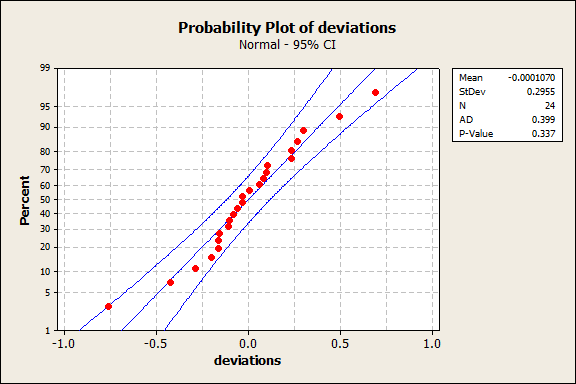 Probability Plot of deviations
Normal - 95% CI
Mean -0.0001070
StDev 0.2955
N 24
AD 0.399
P-Value 0.337
99
95
90
80
70
60
50
40
30
20
10
5
1
Percent
-1.0 -0.5 0.0 0.5 1.0
deviations